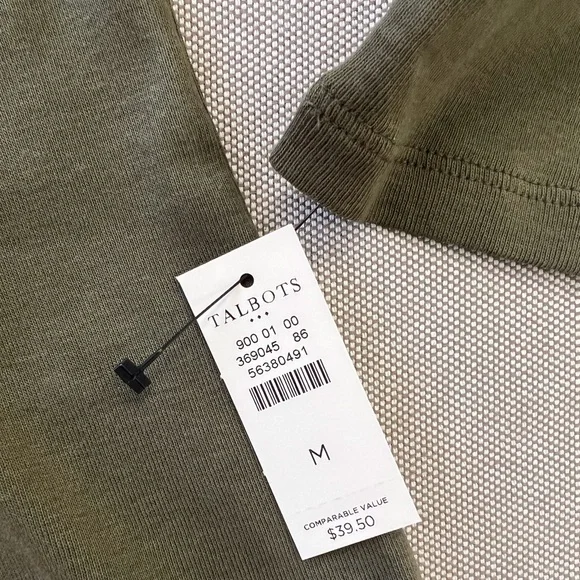 TALBOTS
900 01 00
369045 86
56380491
M
COMPARABLE VALUE
$39.50